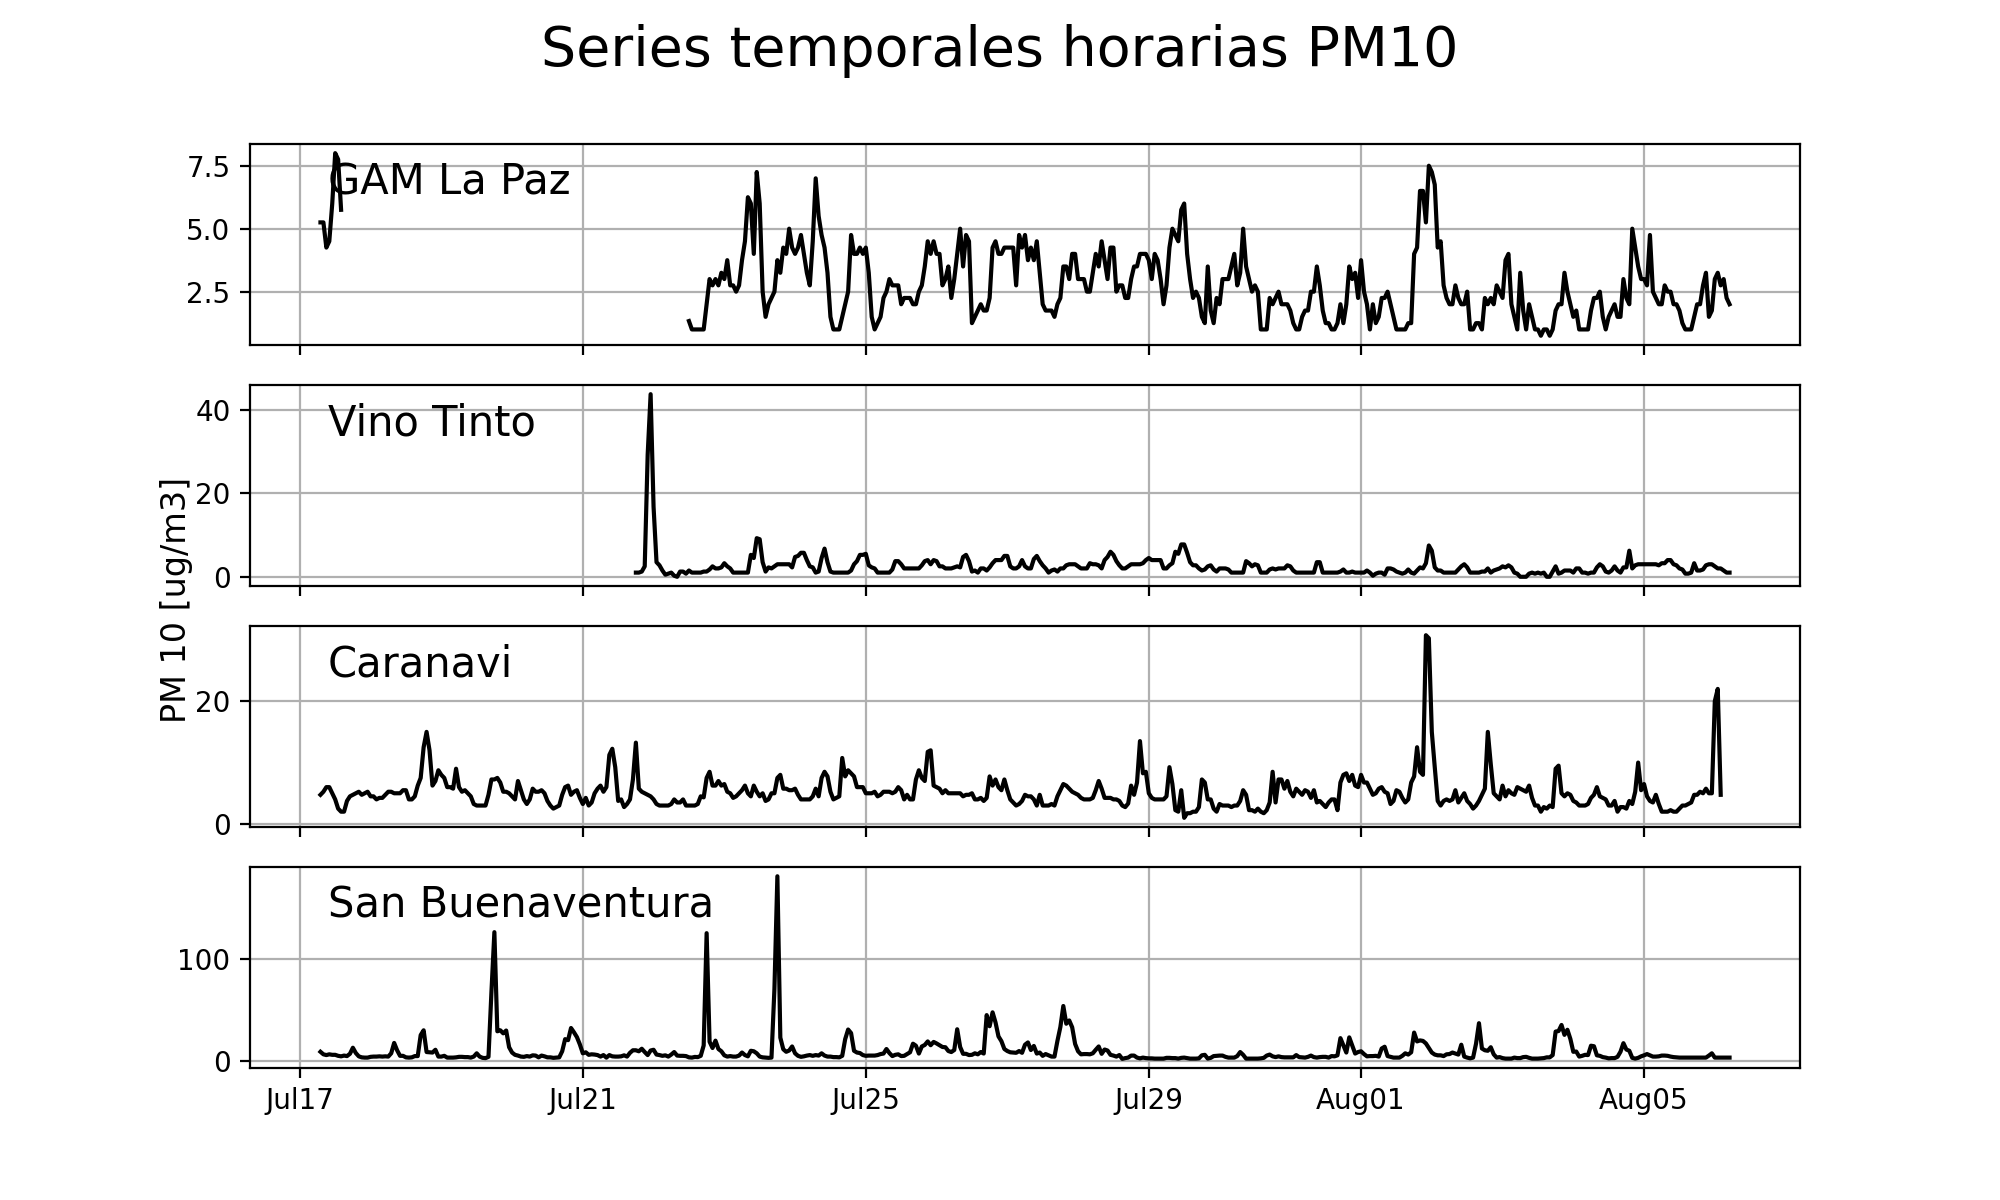 Series temporales horarias PM10
GAM La Paz
7.5
5.0
2.5
Vino Tinto
40
20
0
PM 10 [ug/m3]
Caranavi
20
0
San Buenaventura
100
0
Jul17 Jul21 Jul25 Jul29 Aug01 Aug05